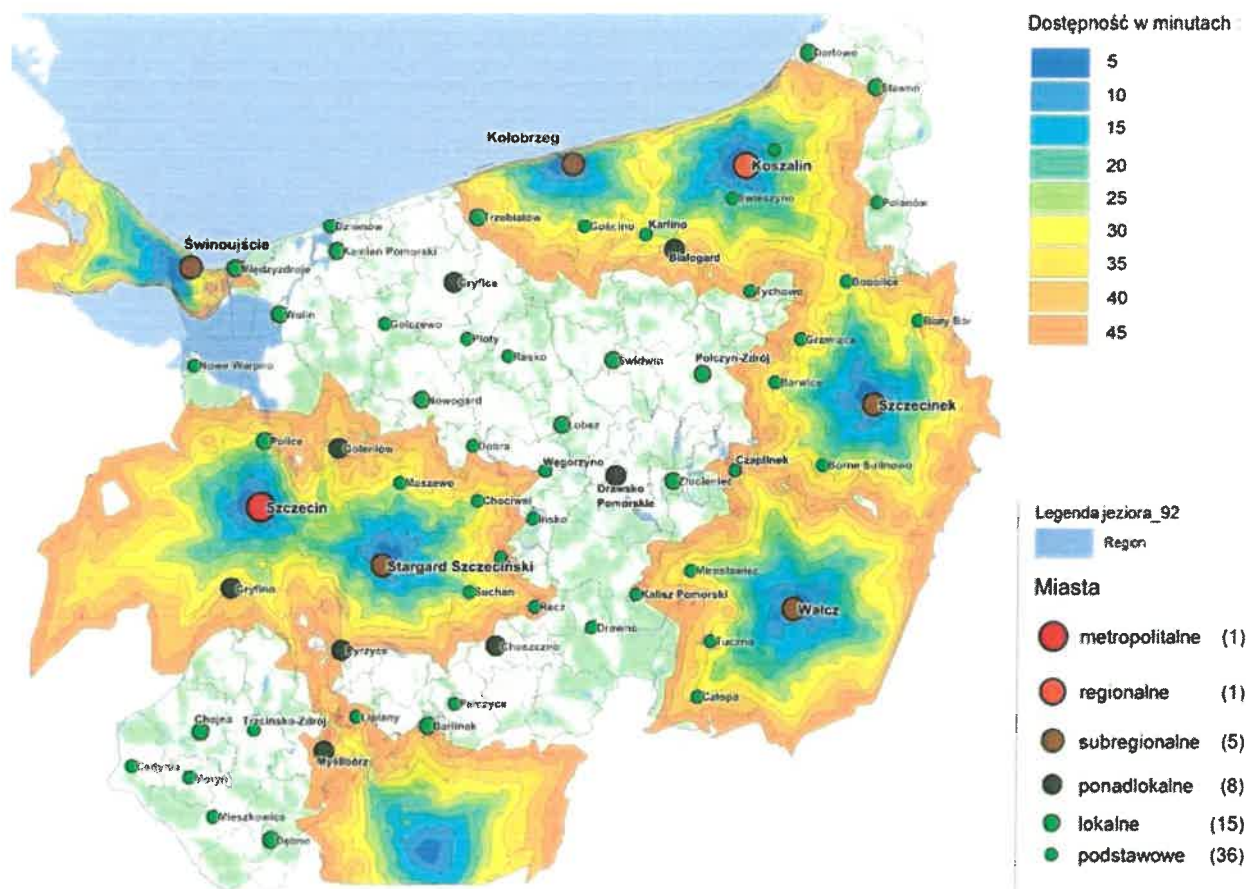 Dostępność w minutach
5
10
15
20
25
30
35
40
45
Darłowo
Sławno
Kołobrzeg
Koszalin
Świeszyno
Polanów
Trzebiatów
Gościno
Karlino
Białogard
Dziwnów
Kamień Pomorski
Świnoujście
Międzyzdroje
Gryfice
Tychowo
Bobolice
Wolin
Golczewo
Płoty
Resko
Świdwin
Połczyn-Zdrój
Grzmiąca
Biały Bór
Nowe Warpno
Barwice
Szczecinek
Nowogard
Łobez
Police
Goleniów
Dobra
Węgorzyno
Drawsko
Pomorskie
Złocieniec
Czaplinek
Borne Sulinowo
Maszewo
Chociwel
Szczecin
Ińsko
Legenda jeziora_92
Region
Stargard Szczeciński
Mirosławiec
Gryfino
Suchań
Recz
Kalisz Pomorski
Wałcz
Miasta
Drawno
Tuczno
metropolitalne (1)
Pyrzyce
Choszczno
Człopa
regionalne (1)
Pełczyce
Lipiany
Barlinek
Chojna
Trzcińsko-Zdrój
subregionalne (5)
Myślibórz
Cedynia
Moryń
ponadlokalne (8)
Mieszkowice
Dębno
lokalne (15)
podstawowe (36)